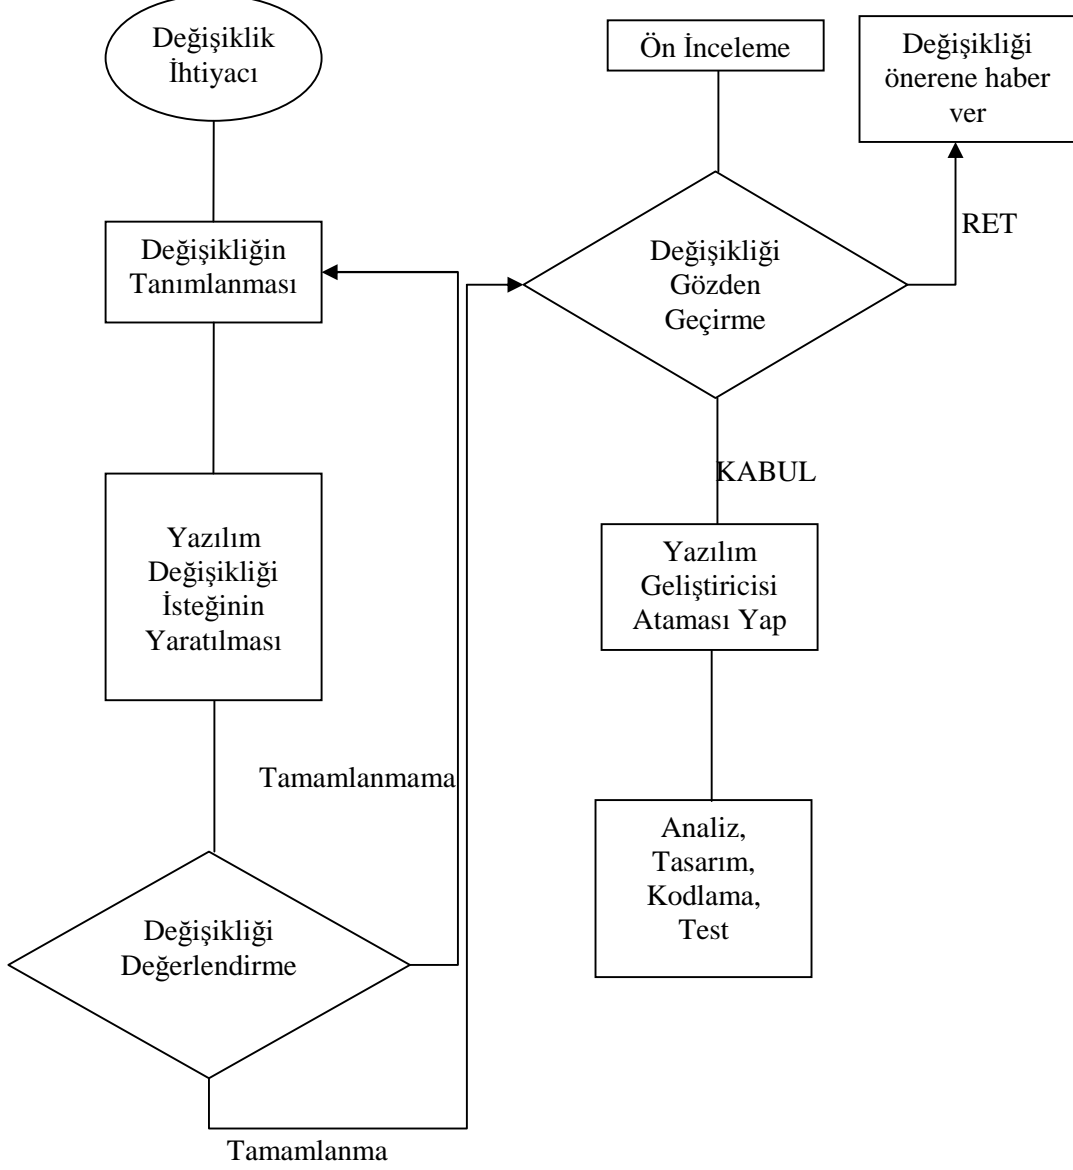 Değişiklik
İhtiyacı
Değişikliğin
Tanımlanması
Yazılım
Değişikliği
İsteğinin
Yaratılması
Tamamlanmama
Değişikliği
Değerlendirme
Tamamlanma
Ön İnceleme
Değişikliği
Gözden
Geçirme
RET
Değişikliği
önerene haber
ver
KABUL
Yazılım
Geliştiricisi
Ataması Yap
Analiz,
Tasarım,
Kodlama,
Test